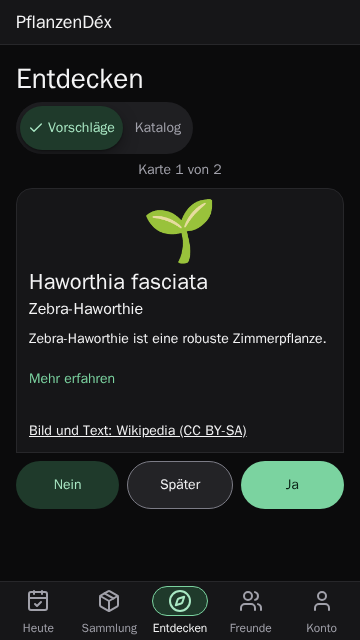 PflanzenDéx
Entdecken
Vorschläge
Katalog
Karte 1 von 2
Haworthia fasciata
Zebra-Haworthie
Zebra-Haworthie ist eine robuste Zimmerpflanze.
Mehr erfahren
Bild und Text: Wikipedia (CC BY-SA)
Nein
Später
Ja
Heute
Sammlung
Entdecken
Freunde
Konto